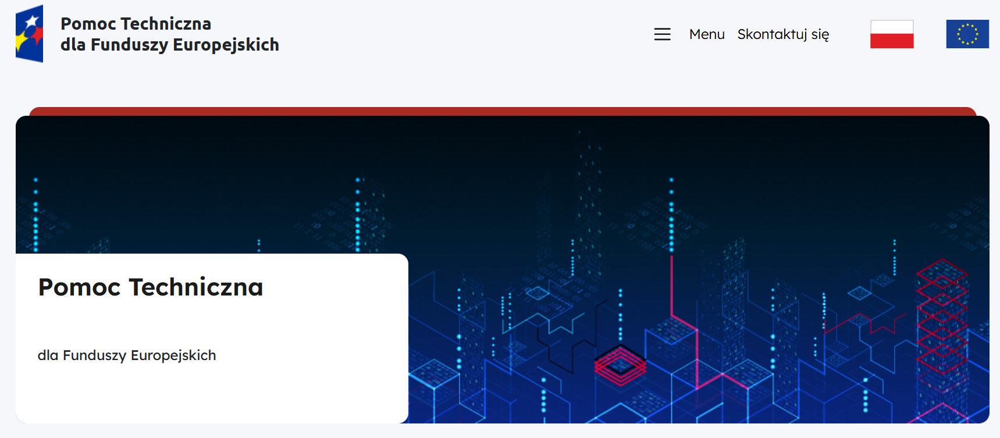 Pomoc Techniczna
dla Funduszy Europejskich
Menu
Skontaktuj się
Pomoc Techniczna
dla Funduszy Europejskich